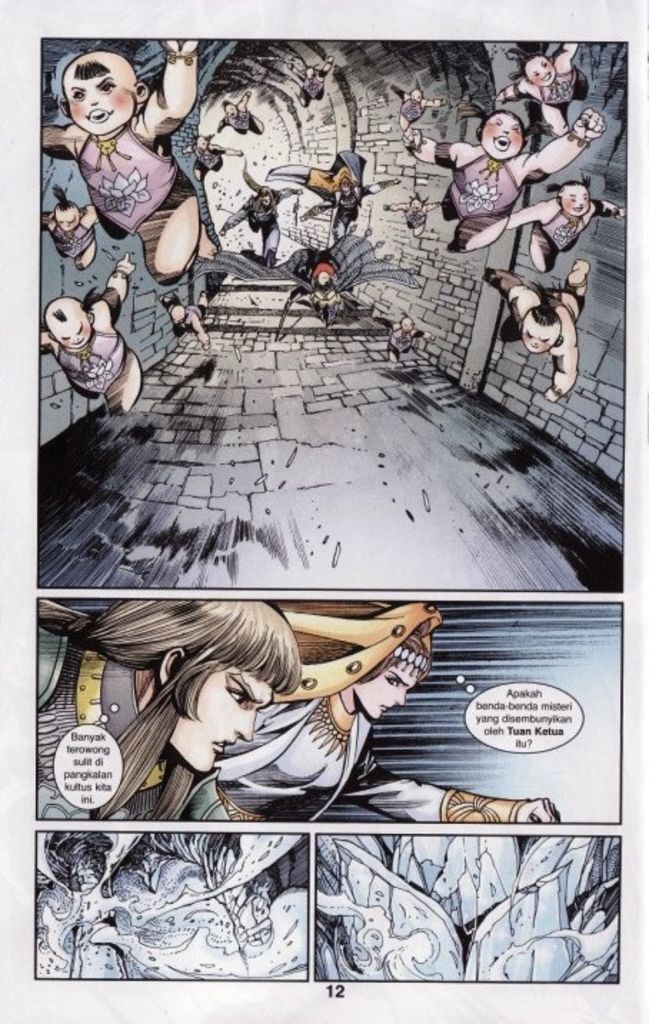 Banyak
terowong
sulit di
pangkalan
kultus kita
ini.
Apakah
benda-benda misteri
yang disembunyikan
oleh Tuan Ketua
itu?
12